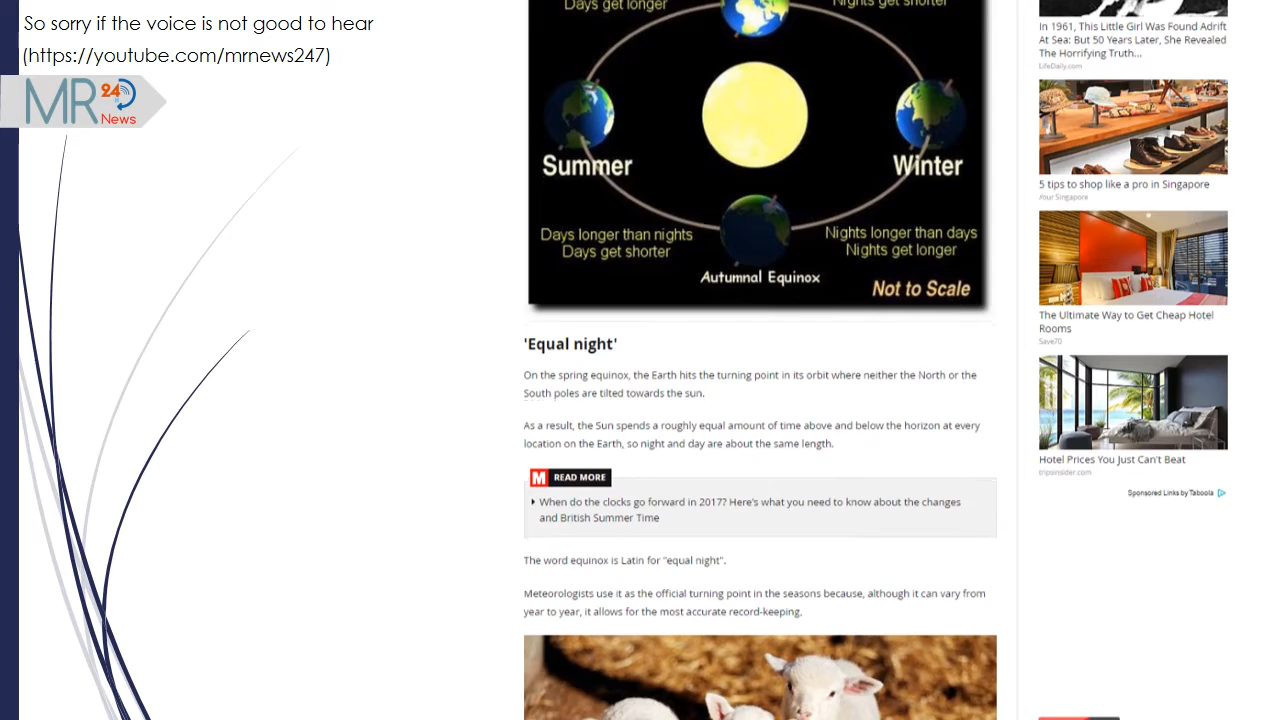 So sorry if the voice is not good to hear
(https://youtube.com/mrnews247)
MR 24
News
Days get longer
Nights get shorter
Summer
Winter
Days longer than nights
Days get shorter
Nights longer than days
Nights get longer
Autumnal Equinox
Not to Scale
'Equal night'
On the spring equinox, the Earth hits the turning point in its orbit where neither the North or the
South poles are tilted towards the sun.
As a result, the Sun spends a roughly equal amount of time above and below the horizon at every
location on the Earth, so night and day are about the same length.
M READ MORE
When do the clocks go forward in 2017? Here's what you need to know about the changes
and British Summer Time
The word equinox is Latin for "equal night".
Meteorologists use it as the official turning point in the seasons because, although it can vary from
year to year, it allows for the most accurate record-keeping.
In 1961, This Little Girl Was Found Adrift
At Sea: But 50 Years Later, She Revealed
The Horrifying Truth...
LifeDaily.com
5 tips to shop like a pro in Singapore
Your Singapore
The Ultimate Way to Get Cheap Hotel
Rooms
Save70
Hotel Prices You Just Can't Beat
tripsinsider.com
Sponsored Links by Taboola